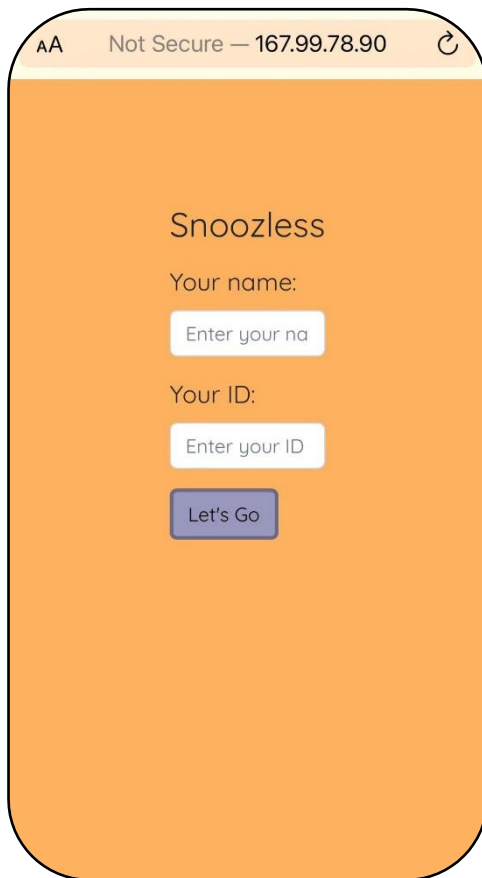 AA Not Secure — 167.99.78.90
Snoozless
Your name:
Enter your na
Your ID:
Enter your ID
Let's Go